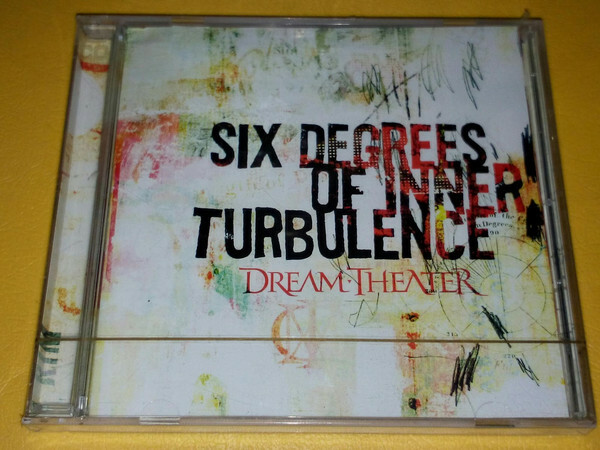 SIX DEGREES
OF INNER
TURBULENCE
DREAM·THEATER